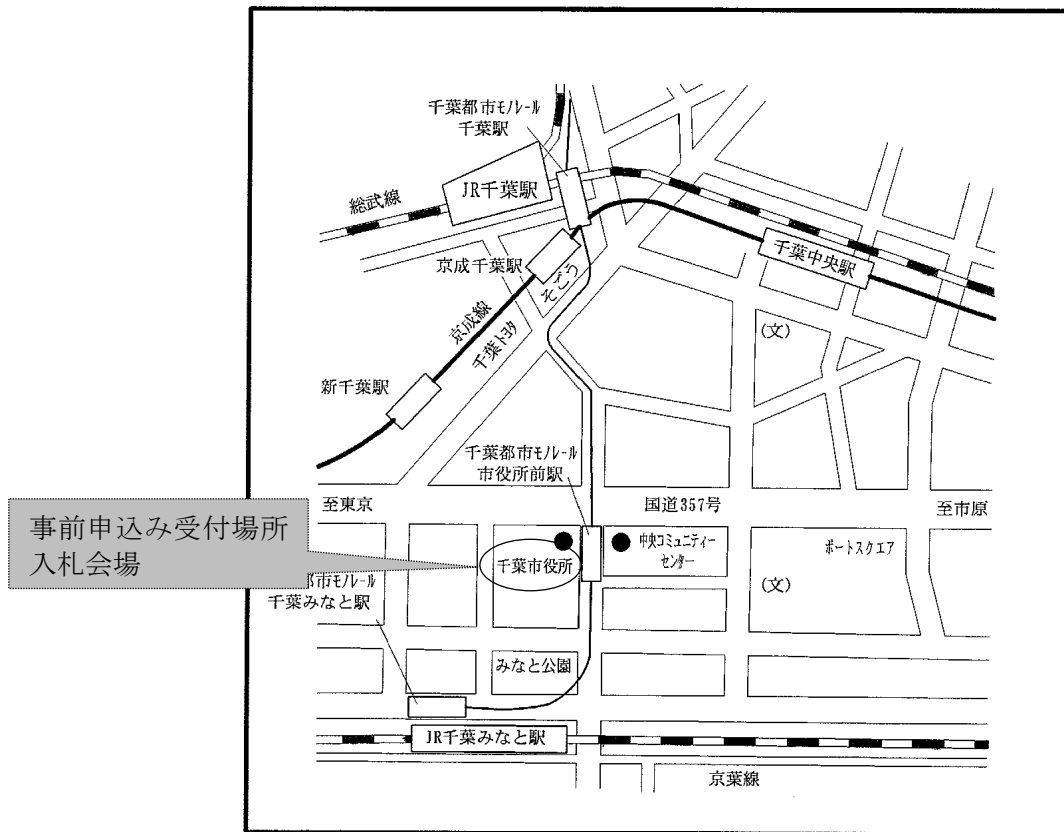 千葉都市モノレール
千葉駅
JR千葉駅
総武線
京成千葉駅
そごう
千葉中央駅
京成線
千葉トヨタ
(文)
新千葉駅
千葉都市モノレール
市役所前駅
至東京
国道357号
至市原
事前申込み受付場所
入札会場
千葉市役所
中央コミュニティー
センター
ポートスクエア
都市モノレール
千葉みなと駅
(文)
みなと公園
JR千葉みなと駅
京葉線